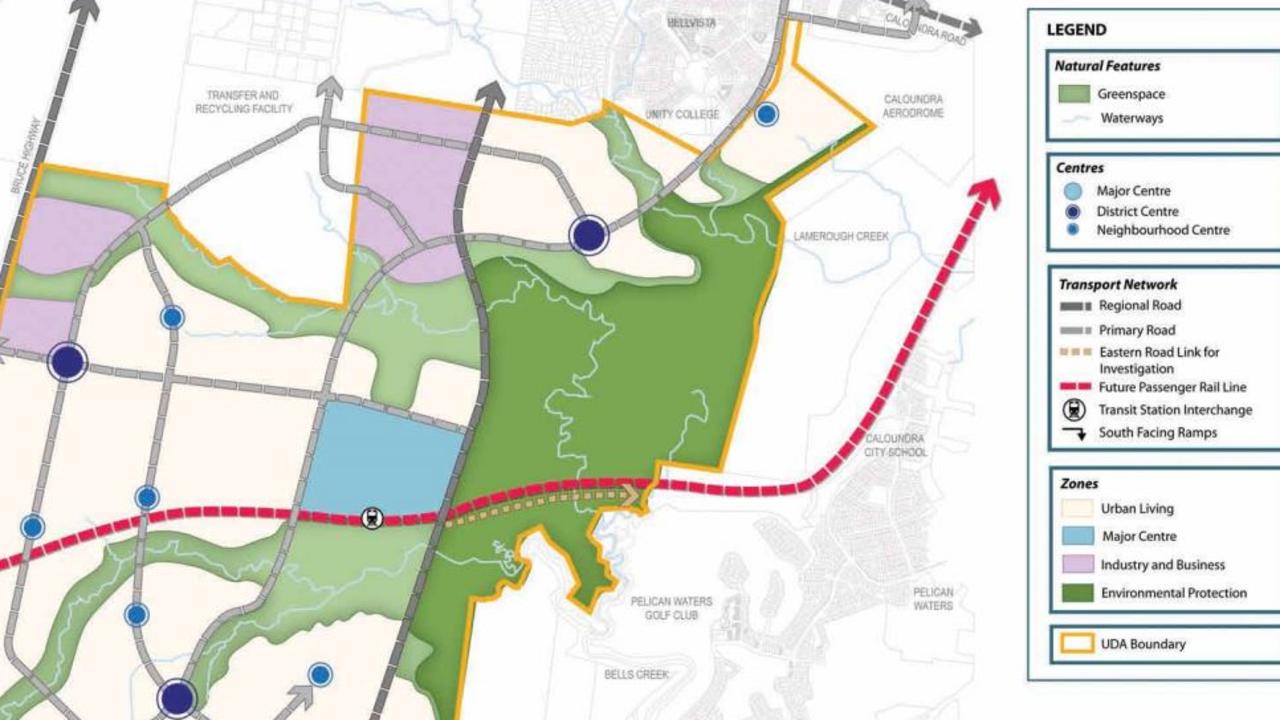 BELLVISTA
CALOUNDRA ROAD
TRANSFER AND
RECYCLING FACILITY
UNITY COLLEGE
CALOUNDRA
AERODROME
BRUCE HIGHWAY
LAMEROUGH CREEK
CALOUNDRA
CITY SCHOOL
PELICAN WATERS
GOLF CLUB
PELICAN
WATERS
BELLS CREEK
LEGEND
Natural Features
Greenspace
Waterways
Centres
Major Centre
District Centre
Neighbourhood Centre
Transport Network
Regional Road
Primary Road
Eastern Road Link for
Investigation
Future Passenger Rail Line
Transit Station Interchange
South Facing Ramps
Zones
Urban Living
Major Centre
Industry and Business
Environmental Protection
UDA Boundary